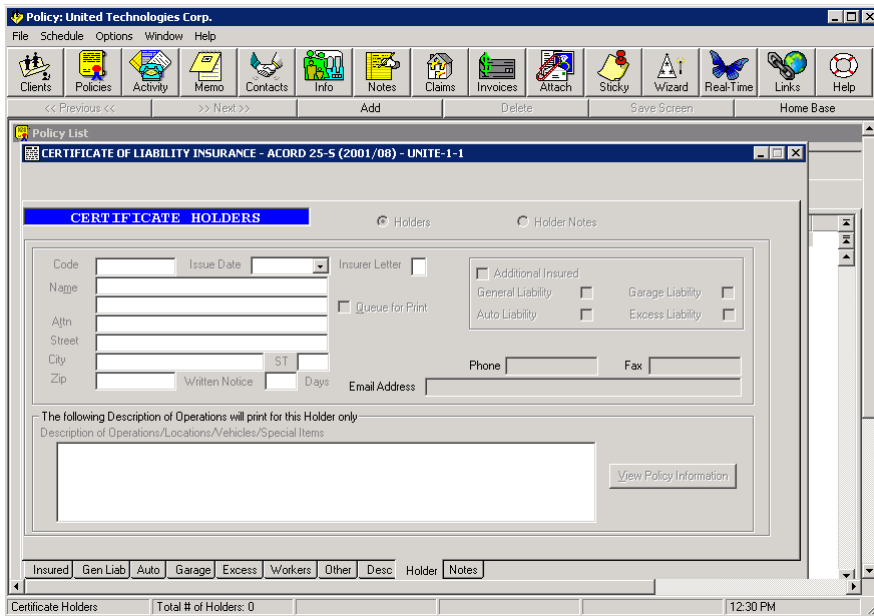 Policy: United Technologies Corp.
File Schedule Options Window Help
Clients Policies Activity Memo Contacts Info Notes Claims Invoices Attach Sticky Wizard Real-Time Links Help
<< Previous << >> Next >> Add Delete Save Screen Home Base
Policy List
CERTIFICATE OF LIABILITY INSURANCE - ACORD 25-S (2001/08) - UNITE-1-1
CERTIFICATE HOLDERS Holders Holder Notes
Code Issue Date Insurer Letter
Additional Insured
Name
General Liability Garage Liability
Queue for Print
Attn
Auto Liability Excess Liability
Street
City ST
Phone Fax
Zip Written Notice Days Email Address
The following Description of Operations will print for this Holder only
Description of Operations/Locations/Vehicles/Special Items
View Policy Information
Insured Gen Liab Auto Garage Excess Workers Other Desc Holder Notes
Certificate Holders Total # of Holders: 0 12:30 PM